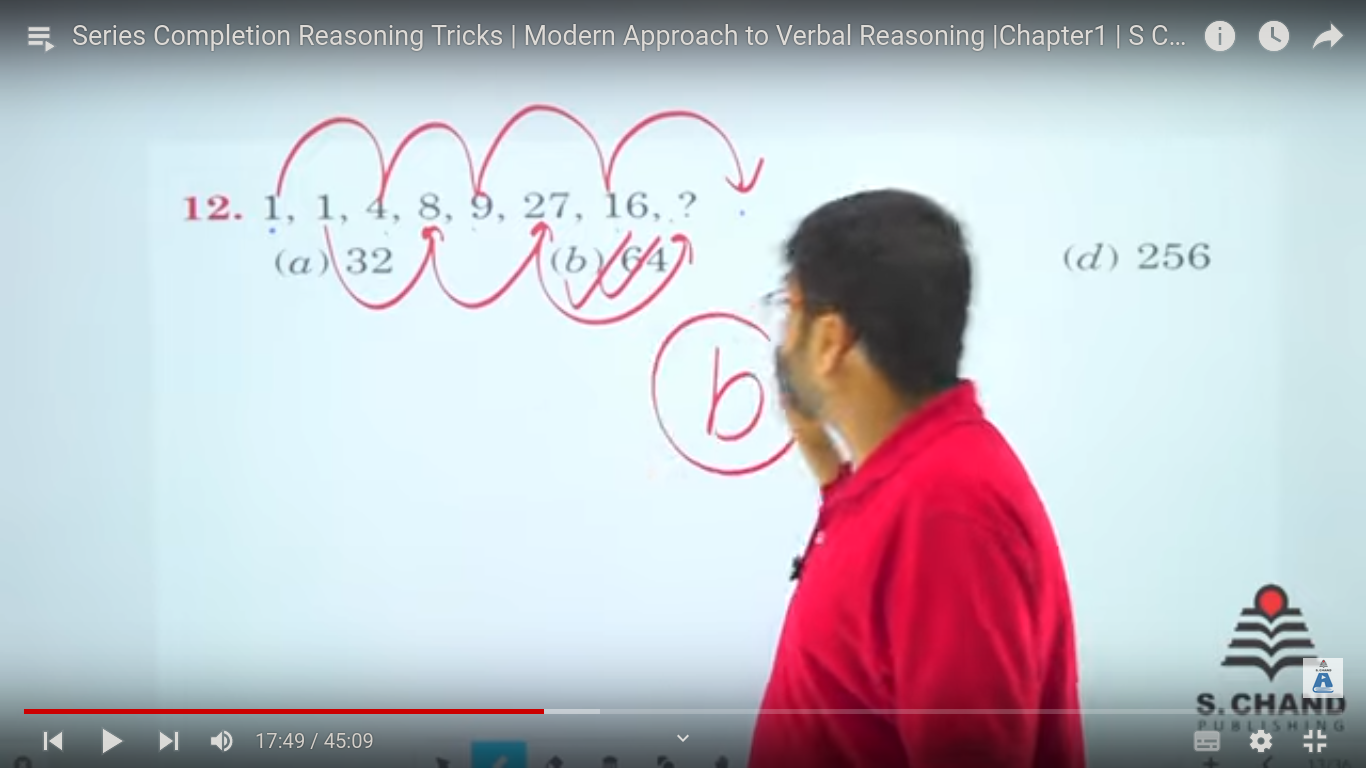 Series Completion Reasoning Tricks | Modern Approach to Verbal Reasoning |Chapter1 | S C...
12. 1, 1, 4, 8, 9, 27, 16, ?
(a) 32 (b) 64 (d) 256
b
S. CHAND
PUBLISHING
17:49 / 45:09